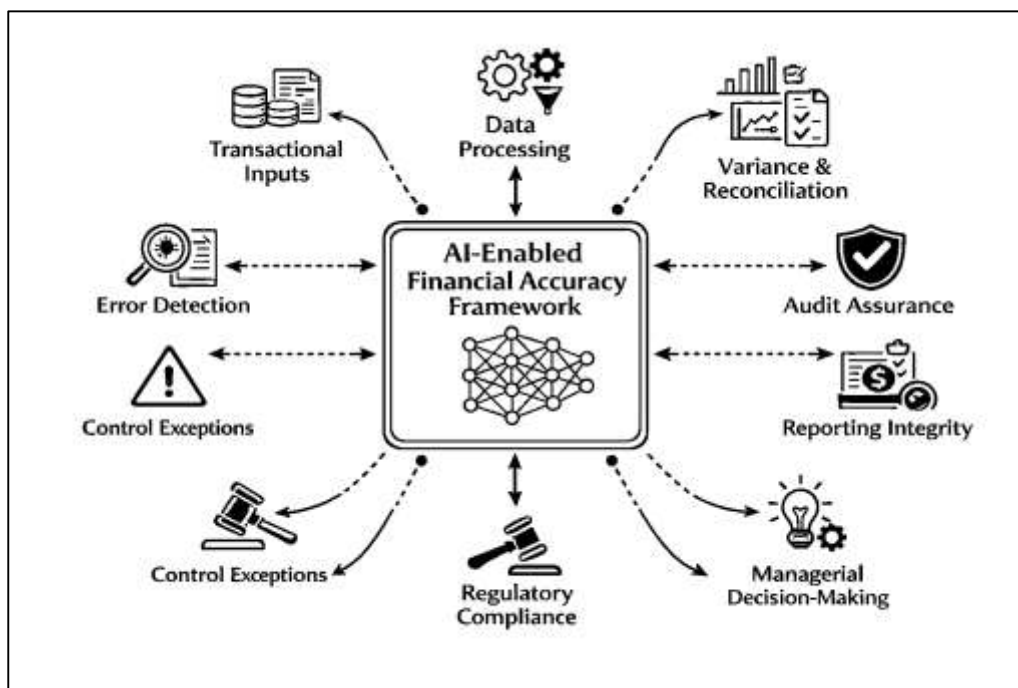 Transactional
Inputs
Data
Processing
Variance &
Reconciliation
AI-Enabled
Financial Accuracy
Framework
Error Detection
Audit Assurance
Control Exceptions
Reporting Integrity
Control Exceptions
Regulatory
Compliance
Managerial
Decision-Making